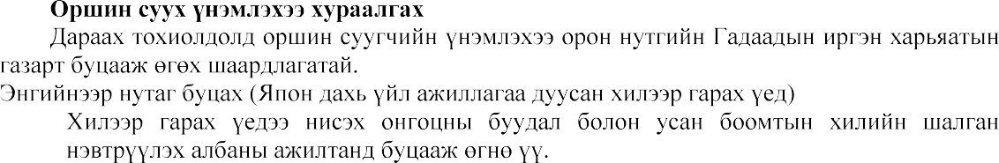 Оршин суух үнэмлэхээ хураалгах
Дараах тохиолдолд оршин суугчийн үнэмлэхээ орон нутгийн Гадаадын иргэн харьяатын
газарт буцааж өгөх шаардлагатай.
Энгийнээр нутаг буцах (Япон дахь үйл ажиллагаа дуусан хилээр гарах үед)
Хилээр гарах үедээ нисэх онгоцны буудал болон усан боомтын хилийн шалган
нэвтрүүлэх албаны ажилтанд буцааж өгнө үү.